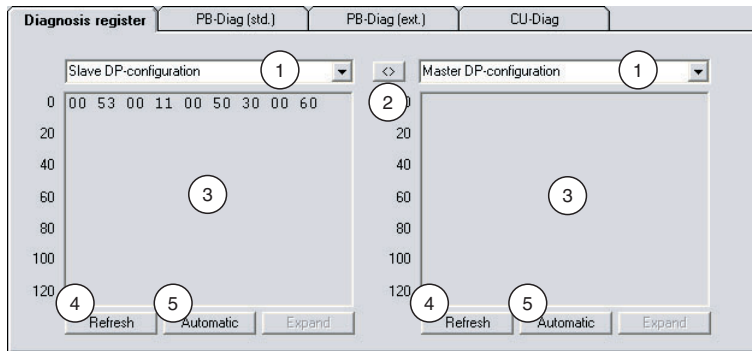 Diagnosis register PB-Diag (std.) PB-Diag (ext.) CU-Diag
Slave DP-configuration 1 <> Master DP-configuration 1
2
0 00 53 00 11 00 50 30 00 60 0
20 20
40 40
60 3 60 3
80 80
100 100
120 120
4 5 4 5
Refresh Automatic Expand Refresh Automatic Expand